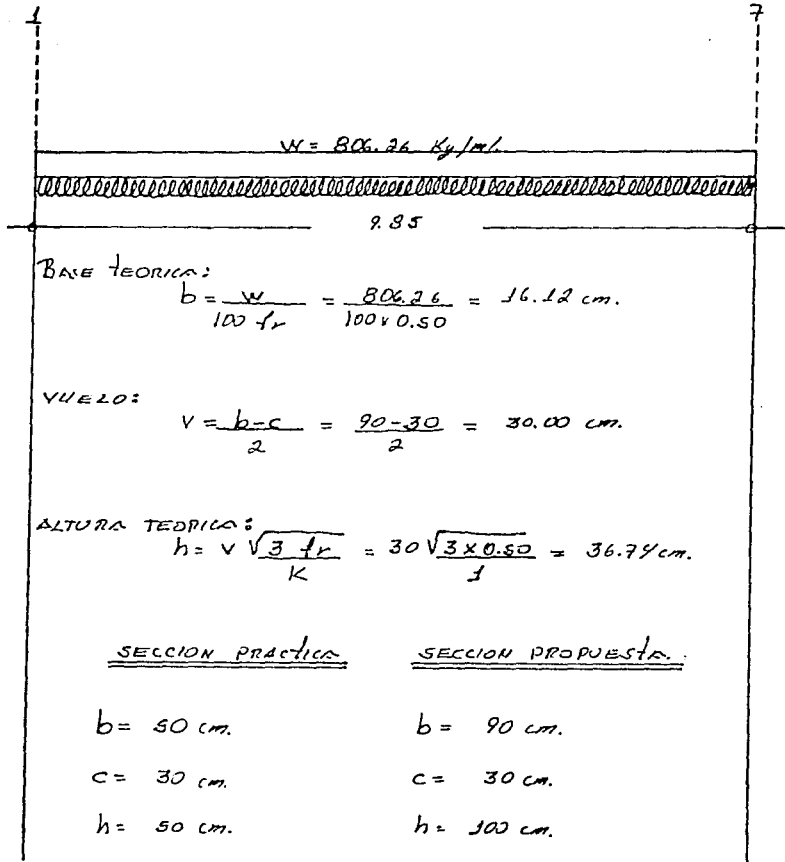 1 7
W = 806.26 Kg/ml.
9.85
BASE TEORICA:
b = w / 100 fr = 806.26 / 100 x 0.50 = 16.12 cm.
VUELO:
V = b-c / 2 = 90-30 / 2 = 30.00 cm.
ALTURA TEORICA:
h = v √3 fr / K = 30 √3 x 0.50 / 1 = 36.74 cm.
SECCION PRACTICA SECCION PROPUESTA.
b = 50 cm. b = 90 cm.
c = 30 cm. c = 30 cm.
h = 50 cm. h = 100 cm.